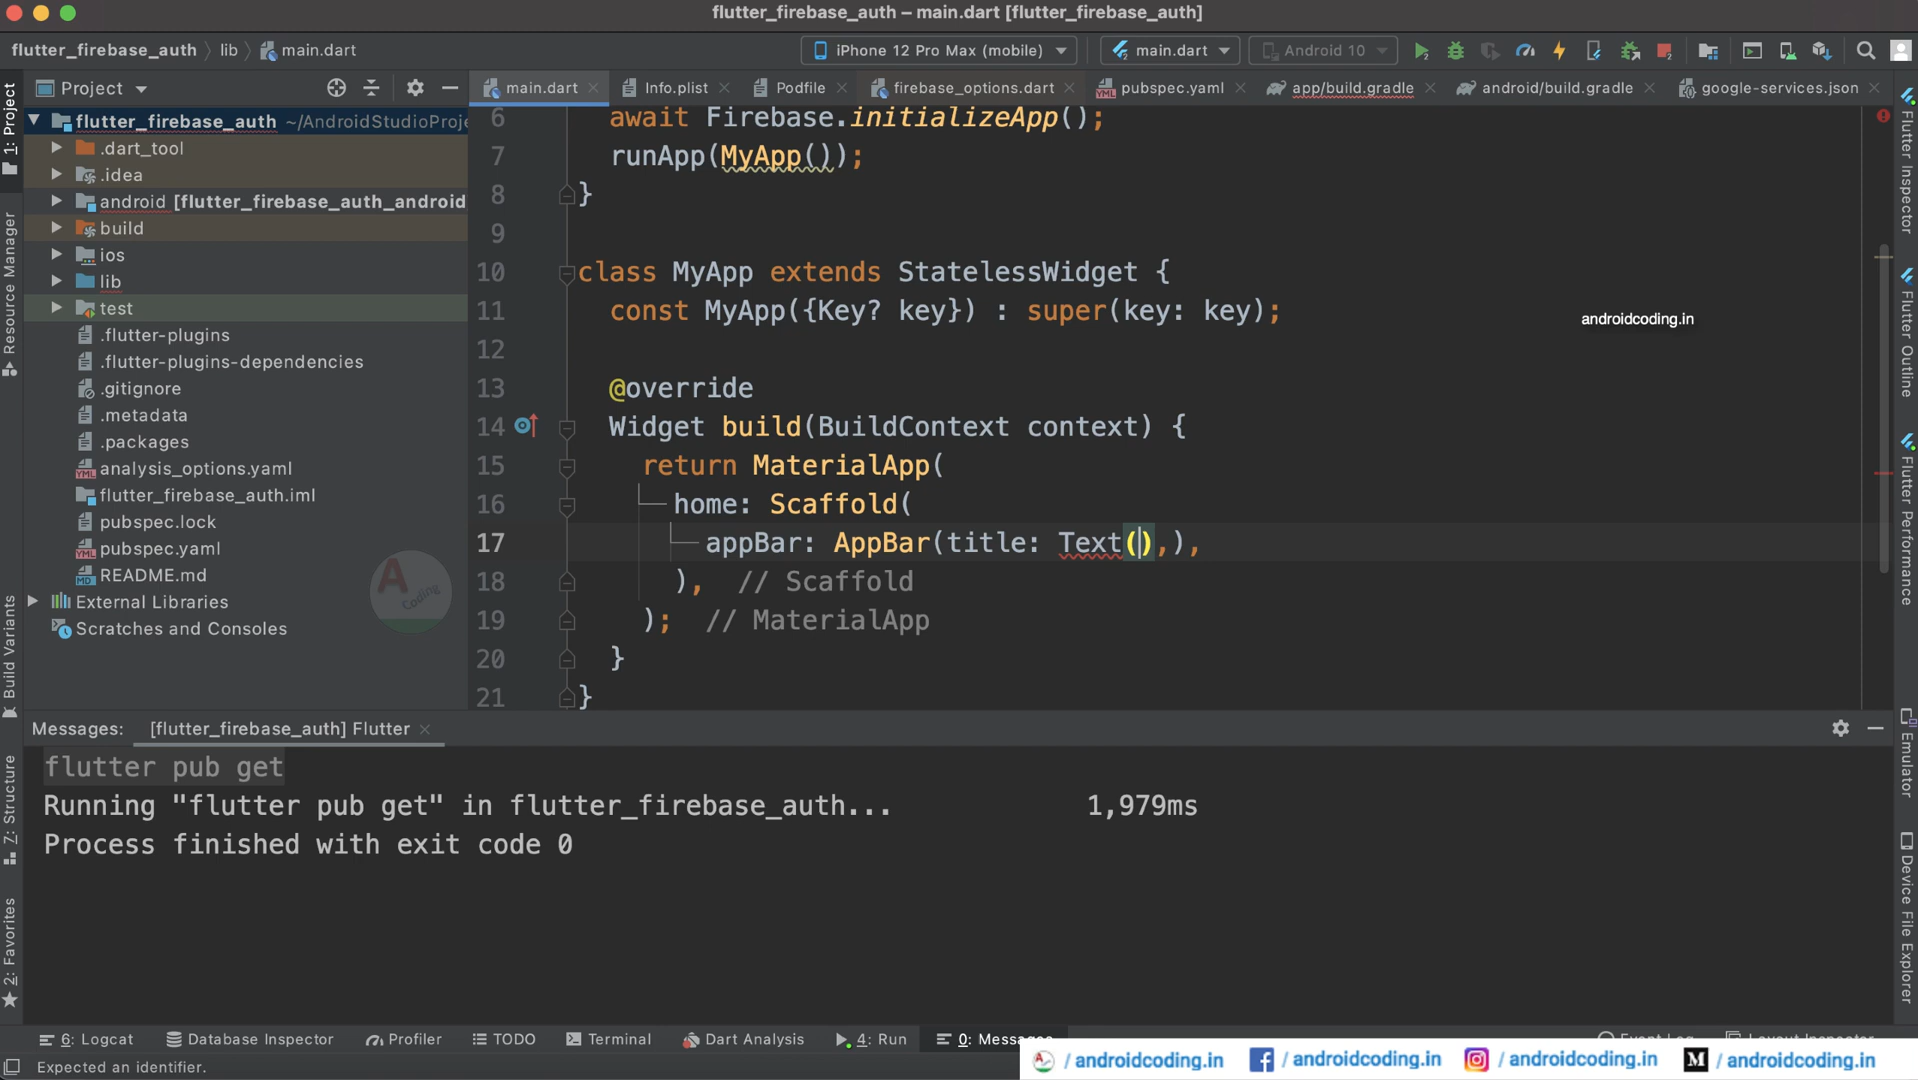 flutter_firebase_auth – main.dart [flutter_firebase_auth]
flutter_firebase_auth
lib
main.dart
iPhone 12 Pro Max (mobile)
main.dart
Android 10
Project
main.dart
Info.plist
Podfile
firebase_options.dart
pubspec.yaml
app/build.gradle
android/build.gradle
google-services.json
1: Project
Resource Manager
Build Variants
7: Structure
2: Favorites
flutter_firebase_auth ~/AndroidStudioProje
.dart_tool
.idea
android [flutter_firebase_auth_android
build
ios
lib
test
.flutter-plugins
.flutter-plugins-dependencies
.gitignore
.metadata
.packages
analysis_options.yaml
flutter_firebase_auth.iml
pubspec.lock
pubspec.yaml
README.md
External Libraries
Scratches and Consoles
A Coding
6 await Firebase.initializeApp();
7 runApp(MyApp());
8 }
9
10 class MyApp extends StatelessWidget {
11 const MyApp({Key? key}) : super(key: key);
12
13 @override
14 Widget build(BuildContext context) {
15 return MaterialApp(
16 home: Scaffold(
17 appBar: AppBar(title: Text(),),
18 ), // Scaffold
19 ); // MaterialApp
20 }
21 }
androidcoding.in
Flutter Inspector
Flutter Outline
Flutter Performance
Emulator
Device File Explorer
Messages: [flutter_firebase_auth] Flutter
flutter pub get
Running "flutter pub get" in flutter_firebase_auth... 1,979ms
Process finished with exit code 0
6: Logcat
Database Inspector
Profiler
TODO
Terminal
Dart Analysis
4: Run
0: Messages
Expected an identifier.
/ androidcoding.in
/ androidcoding.in
/ androidcoding.in
M / androidcoding.in